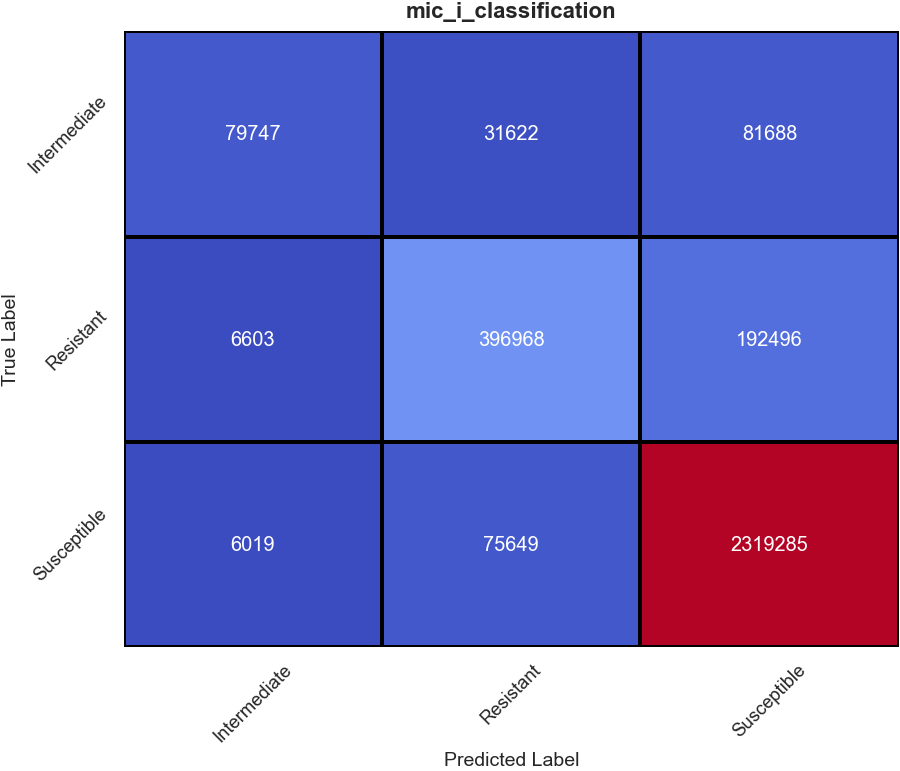 mic_i_classification
Intermediate
79747 31622 81688
True Label
Resistant
6603 396968 192496
Susceptible
6019 75649 2319285
Intermediate Resistant Susceptible
Predicted Label